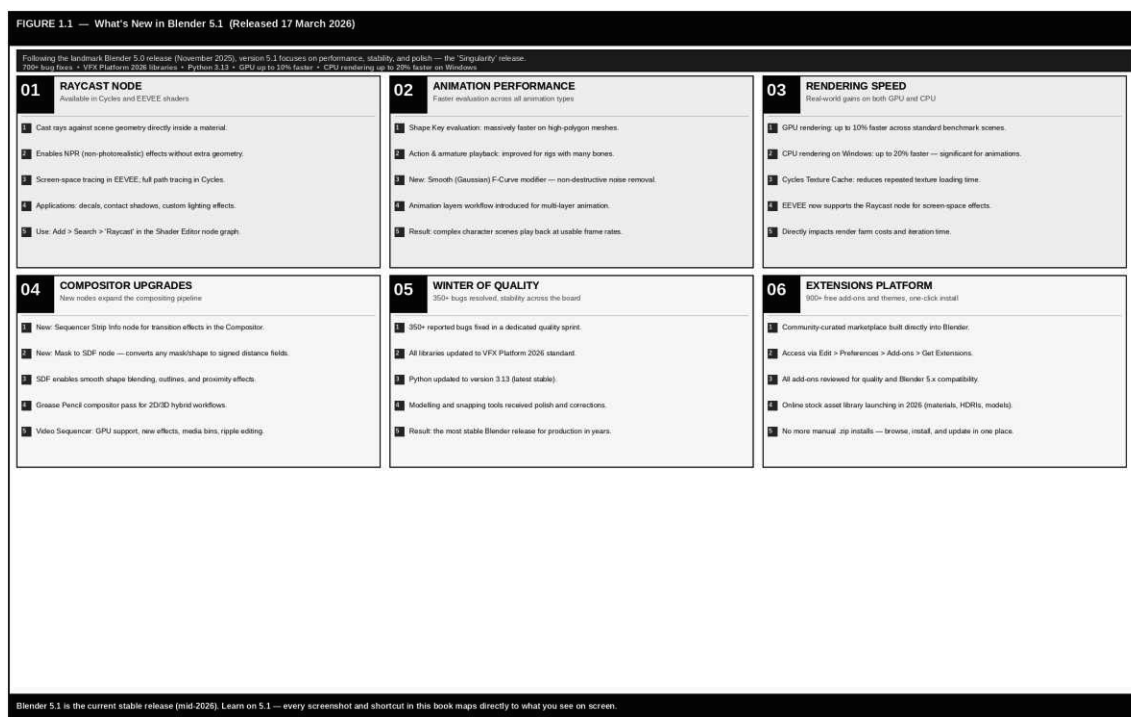 FIGURE 1.1 — What's New in Blender 5.1 (Released 17 March 2026)
Following the landmark Blender 5.0 release (November 2025), version 5.1 focuses on performance, stability, and polish — the 'Singularity' release.
700+ bug fixes • VFX Platform 2026 libraries • Python 3.13 • GPU up to 10% faster • CPU rendering up to 20% faster on Windows
01 RAYCAST NODE
Available in Cycles and EEVEE shaders
1 Cast rays against scene geometry directly inside a material.
2 Enables NPR (non-photorealistic) effects without extra geometry.
3 Screen-space tracing in EEVEE; full path tracing in Cycles.
4 Applications: decals, contact shadows, custom lighting effects.
5 Use: Add > Search > 'Raycast' in the Shader Editor node graph.
02 ANIMATION PERFORMANCE
Faster evaluation across all animation types
1 Shape Key evaluation: massively faster on high-polygon meshes.
2 Action & armature playback: improved for rigs with many bones.
3 New: Smooth (Gaussian) F-Curve modifier — non-destructive noise removal.
4 Animation layers workflow introduced for multi-layer animation.
5 Result: complex character scenes play back at usable frame rates.
03 RENDERING SPEED
Real-world gains on both GPU and CPU
1 GPU rendering: up to 10% faster across standard benchmark scenes.
2 CPU rendering on Windows: up to 20% faster — significant for animations.
3 Cycles Texture Cache: reduces repeated texture loading time.
4 EEVEE now supports the Raycast node for screen-space effects.
5 Directly impacts render farm costs and iteration time.
04 COMPOSITOR UPGRADES
New nodes expand the compositing pipeline
1 New: Sequencer Strip Info node for transition effects in the Compositor.
2 New: Mask to SDF node — converts any mask/shape to signed distance fields.
3 SDF enables smooth shape blending, outlines, and proximity effects.
4 Grease Pencil compositor pass for 2D/3D hybrid workflows.
5 Video Sequencer: GPU support, new effects, media bins, ripple editing.
05 WINTER OF QUALITY
350+ bugs resolved, stability across the board
1 350+ reported bugs fixed in a dedicated quality sprint.
2 All libraries updated to VFX Platform 2026 standard.
3 Python updated to version 3.13 (latest stable).
4 Modelling and snapping tools received polish and corrections.
5 Result: the most stable Blender release for production in years.
06 EXTENSIONS PLATFORM
900+ free add-ons and themes, one-click install
1 Community-curated marketplace built directly into Blender.
2 Access via Edit > Preferences > Add-ons > Get Extensions.
3 All add-ons reviewed for quality and Blender 5.x compatibility.
4 Online stock asset library launching in 2026 (materials, HDRIs, models).
5 No more manual .zip installs — browse, install, and update in one place.
Blender 5.1 is the current stable release (mid-2026). Learn on 5.1 — every screenshot and shortcut in this book maps directly to what you see on screen.